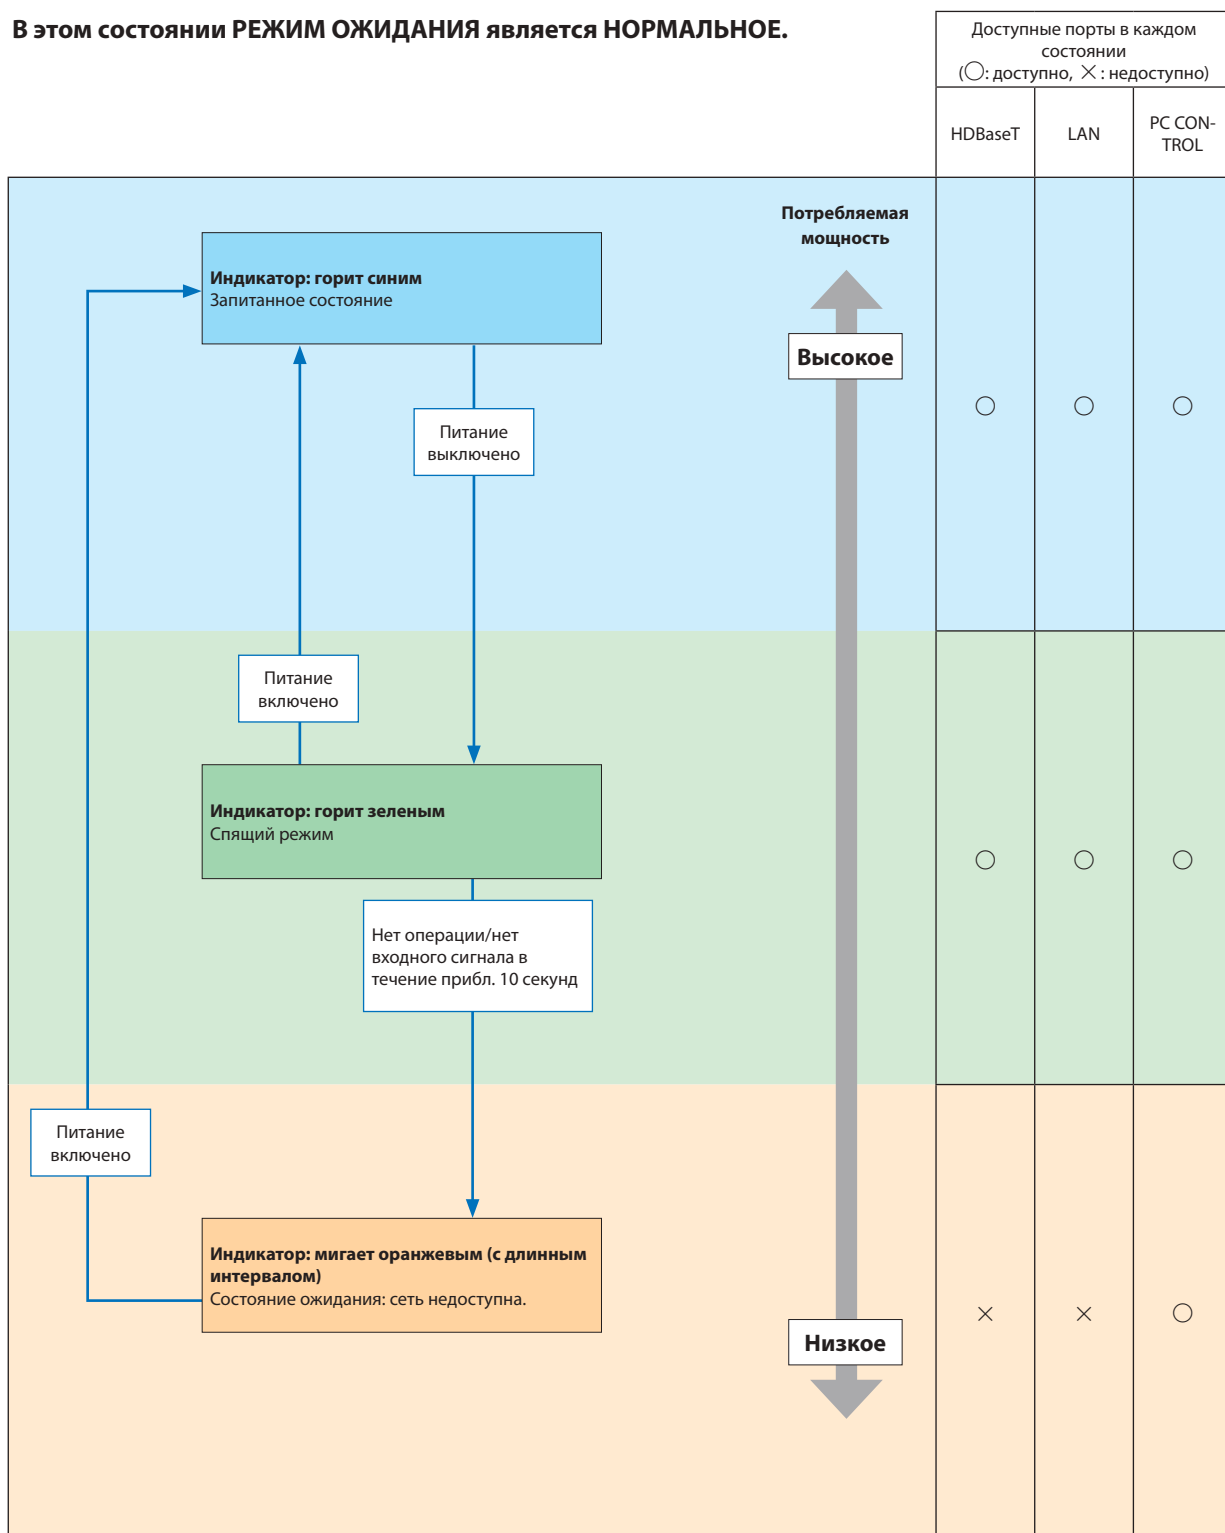 В этом состоянии РЕЖИМ ОЖИДАНИЯ является НОРМАЛЬНОЕ.
Доступные порты в каждом
состоянии
(○: доступно, ×: недоступно)
HDBaseT
LAN
PC CON-
TROL
Потребляемая
мощность
Индикатор: горит синим
Запитанное состояние
Высокое
○ ○ ○
Питание
выключено
Питание
включено
Индикатор: горит зеленым
Спящий режим
○ ○ ○
Нет операции/нет
входного сигнала в
течение прибл. 10 секунд
Питание
включено
Индикатор: мигает оранжевым (с длинным
интервалом)
Состояние ожидания: сеть недоступна.
Низкое
× × ○